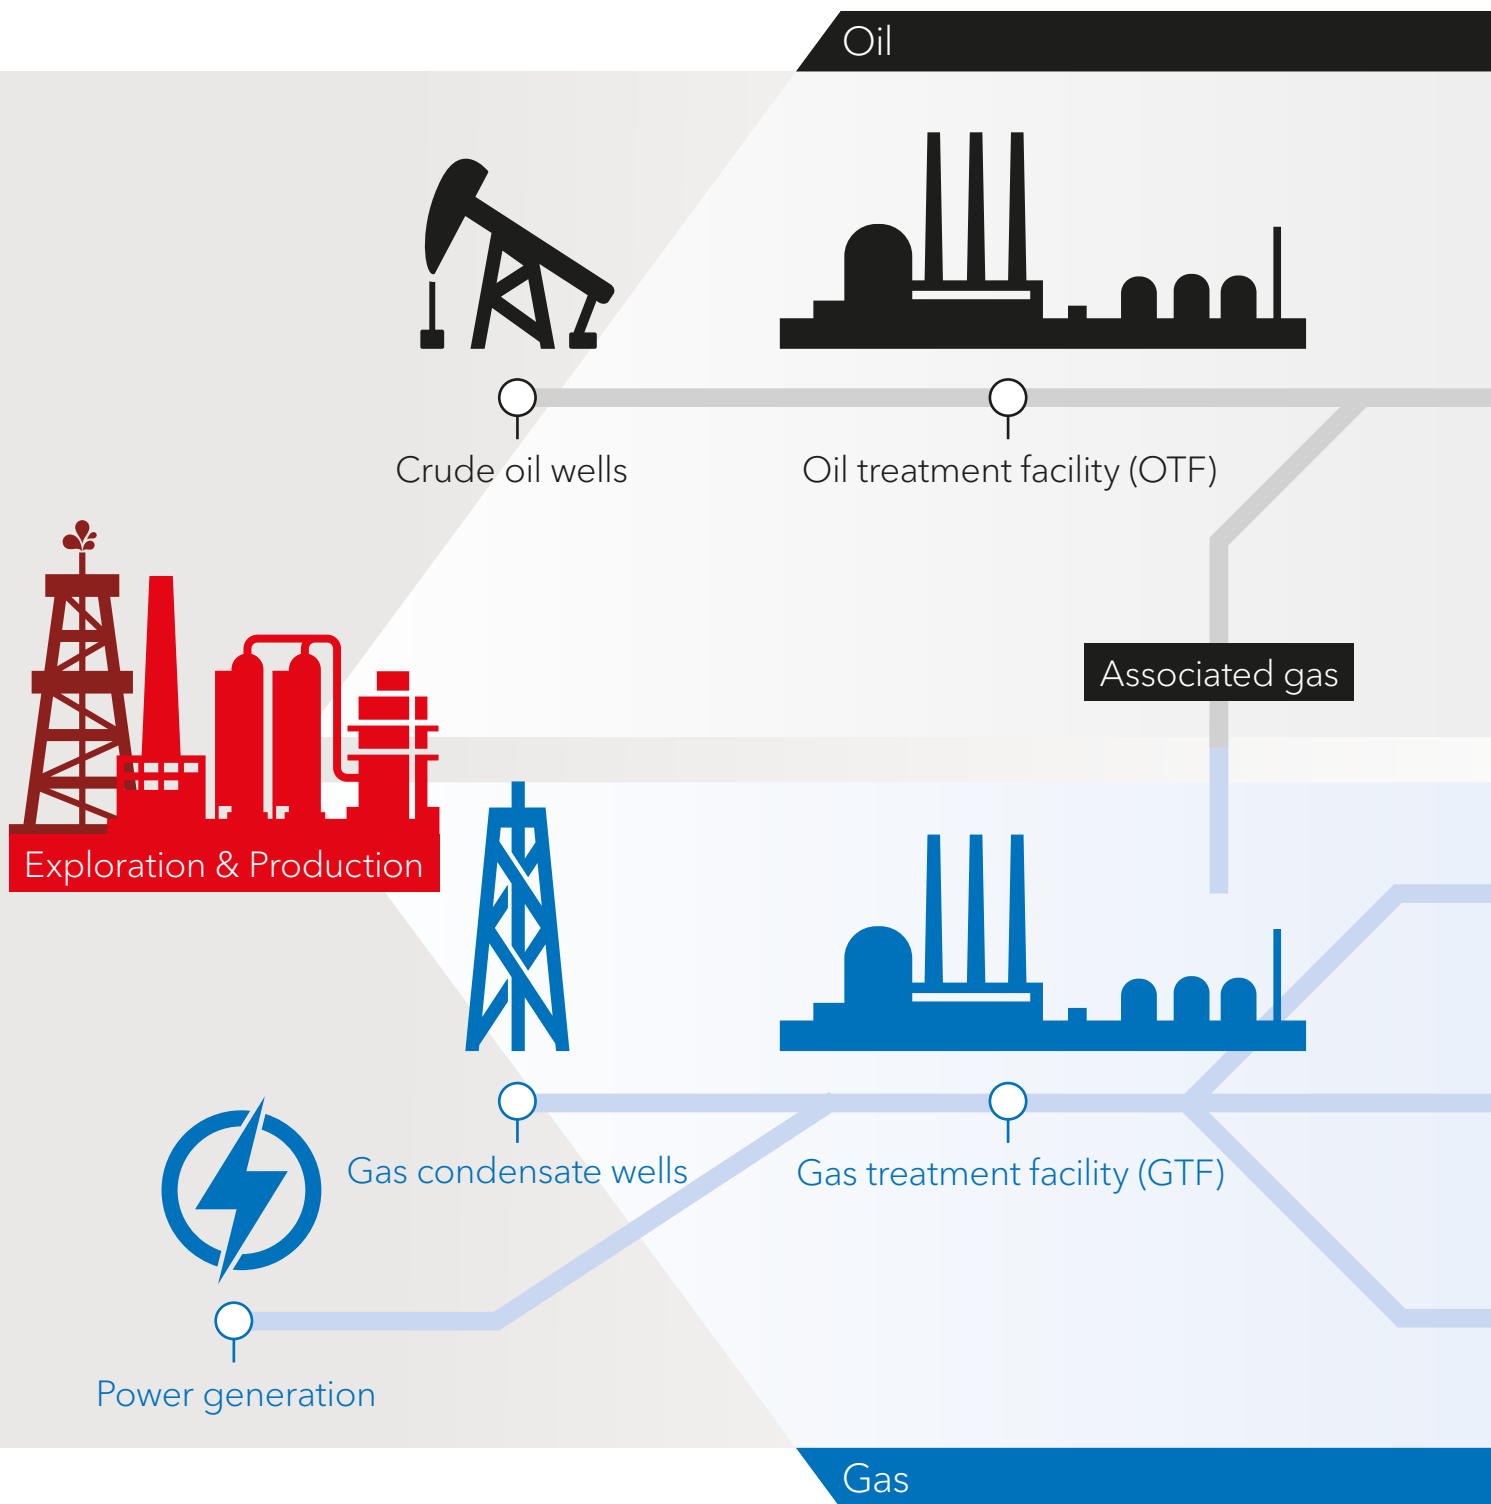 Oil
Crude oil wells
Oil treatment facility (OTF)
Associated gas
Exploration & Production
Gas condensate wells
Gas treatment facility (GTF)
Power generation
Gas